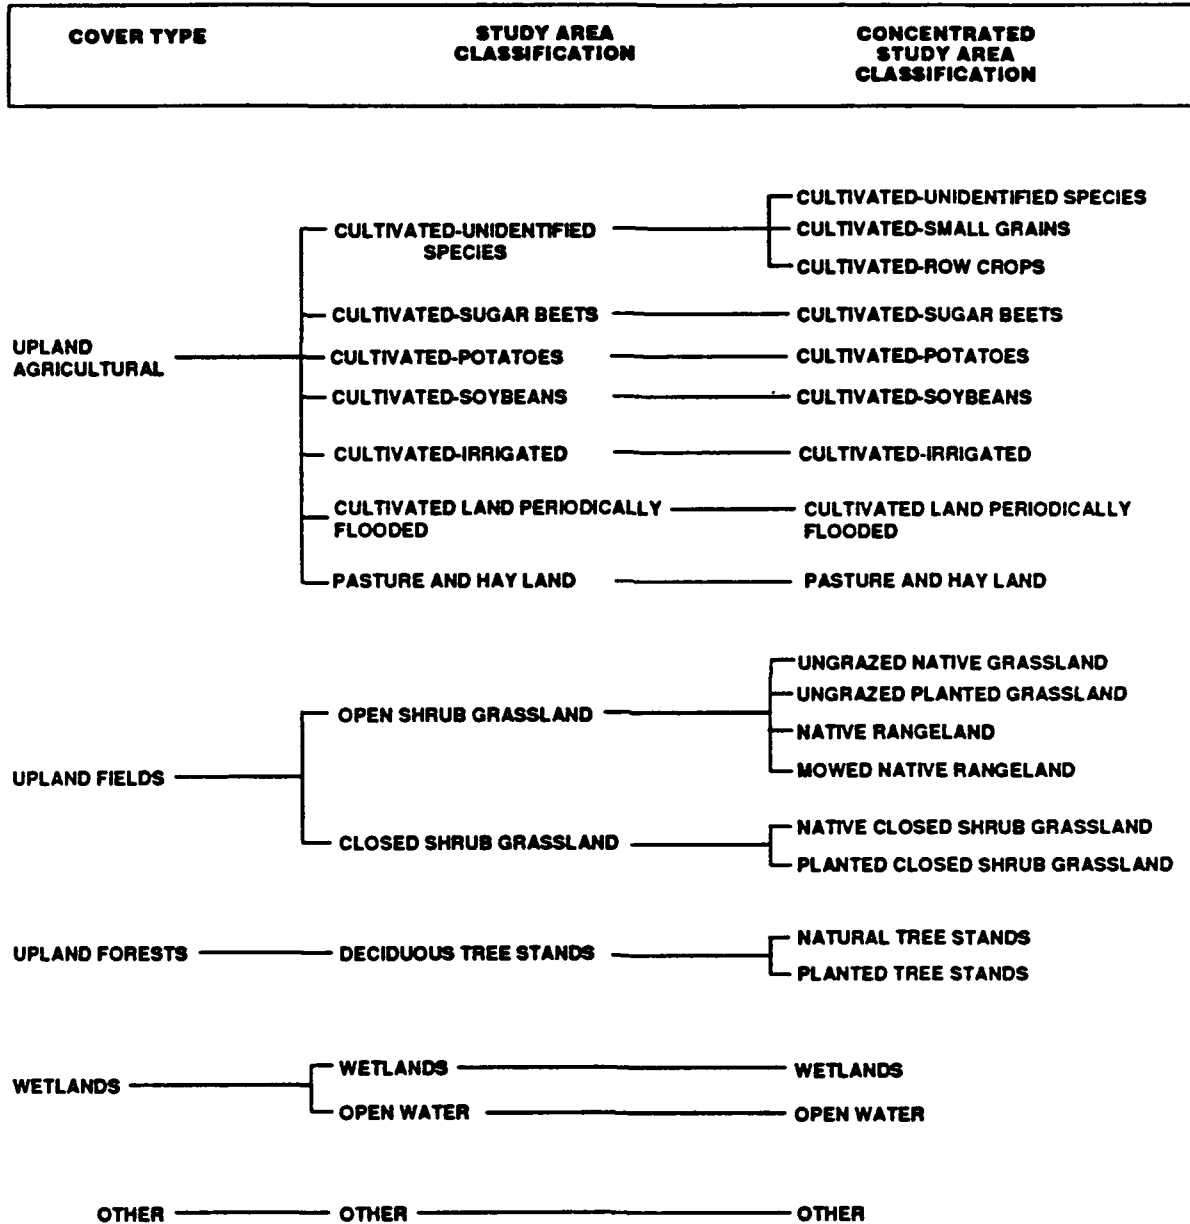 COVER TYPE
STUDY AREA
CLASSIFICATION
CONCENTRATED
STUDY AREA
CLASSIFICATION
UPLAND
AGRICULTURAL
CULTIVATED-UNIDENTIFIED
SPECIES
CULTIVATED-UNIDENTIFIED SPECIES
CULTIVATED-SMALL GRAINS
CULTIVATED-ROW CROPS
CULTIVATED-SUGAR BEETS
CULTIVATED-SUGAR BEETS
CULTIVATED-POTATOES
CULTIVATED-POTATOES
CULTIVATED-SOYBEANS
CULTIVATED-SOYBEANS
CULTIVATED-IRRIGATED
CULTIVATED-IRRIGATED
CULTIVATED LAND PERIODICALLY
FLOODED
CULTIVATED LAND PERIODICALLY
FLOODED
PASTURE AND HAY LAND
PASTURE AND HAY LAND
UPLAND FIELDS
OPEN SHRUB GRASSLAND
UNGRAZED NATIVE GRASSLAND
UNGRAZED PLANTED GRASSLAND
NATIVE RANGELAND
MOWED NATIVE RANGELAND
CLOSED SHRUB GRASSLAND
NATIVE CLOSED SHRUB GRASSLAND
PLANTED CLOSED SHRUB GRASSLAND
UPLAND FORESTS
DECIDUOUS TREE STANDS
NATURAL TREE STANDS
PLANTED TREE STANDS
WETLANDS
WETLANDS
WETLANDS
OPEN WATER
OPEN WATER
OTHER
OTHER
OTHER